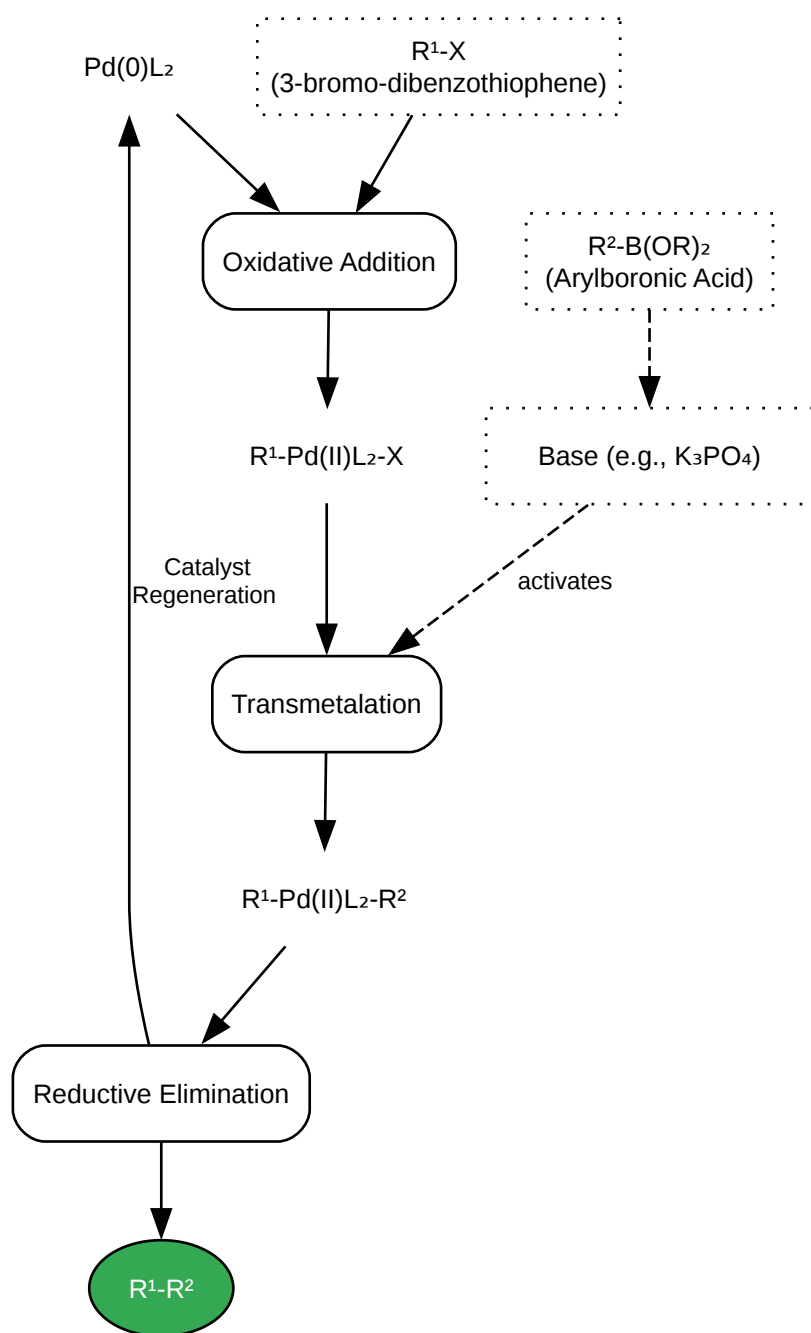 Pd(0)L₂
R¹-X
(3-bromo-dibenzothiophene)
Oxidative Addition
R²-B(OR)₂
(Arylboronic Acid)
R¹-Pd(II)L₂-X
Base (e.g., K₃PO₄)
Catalyst
Regeneration
activates
Transmetalation
R¹-Pd(II)L₂-R²
Reductive Elimination
R¹-R²